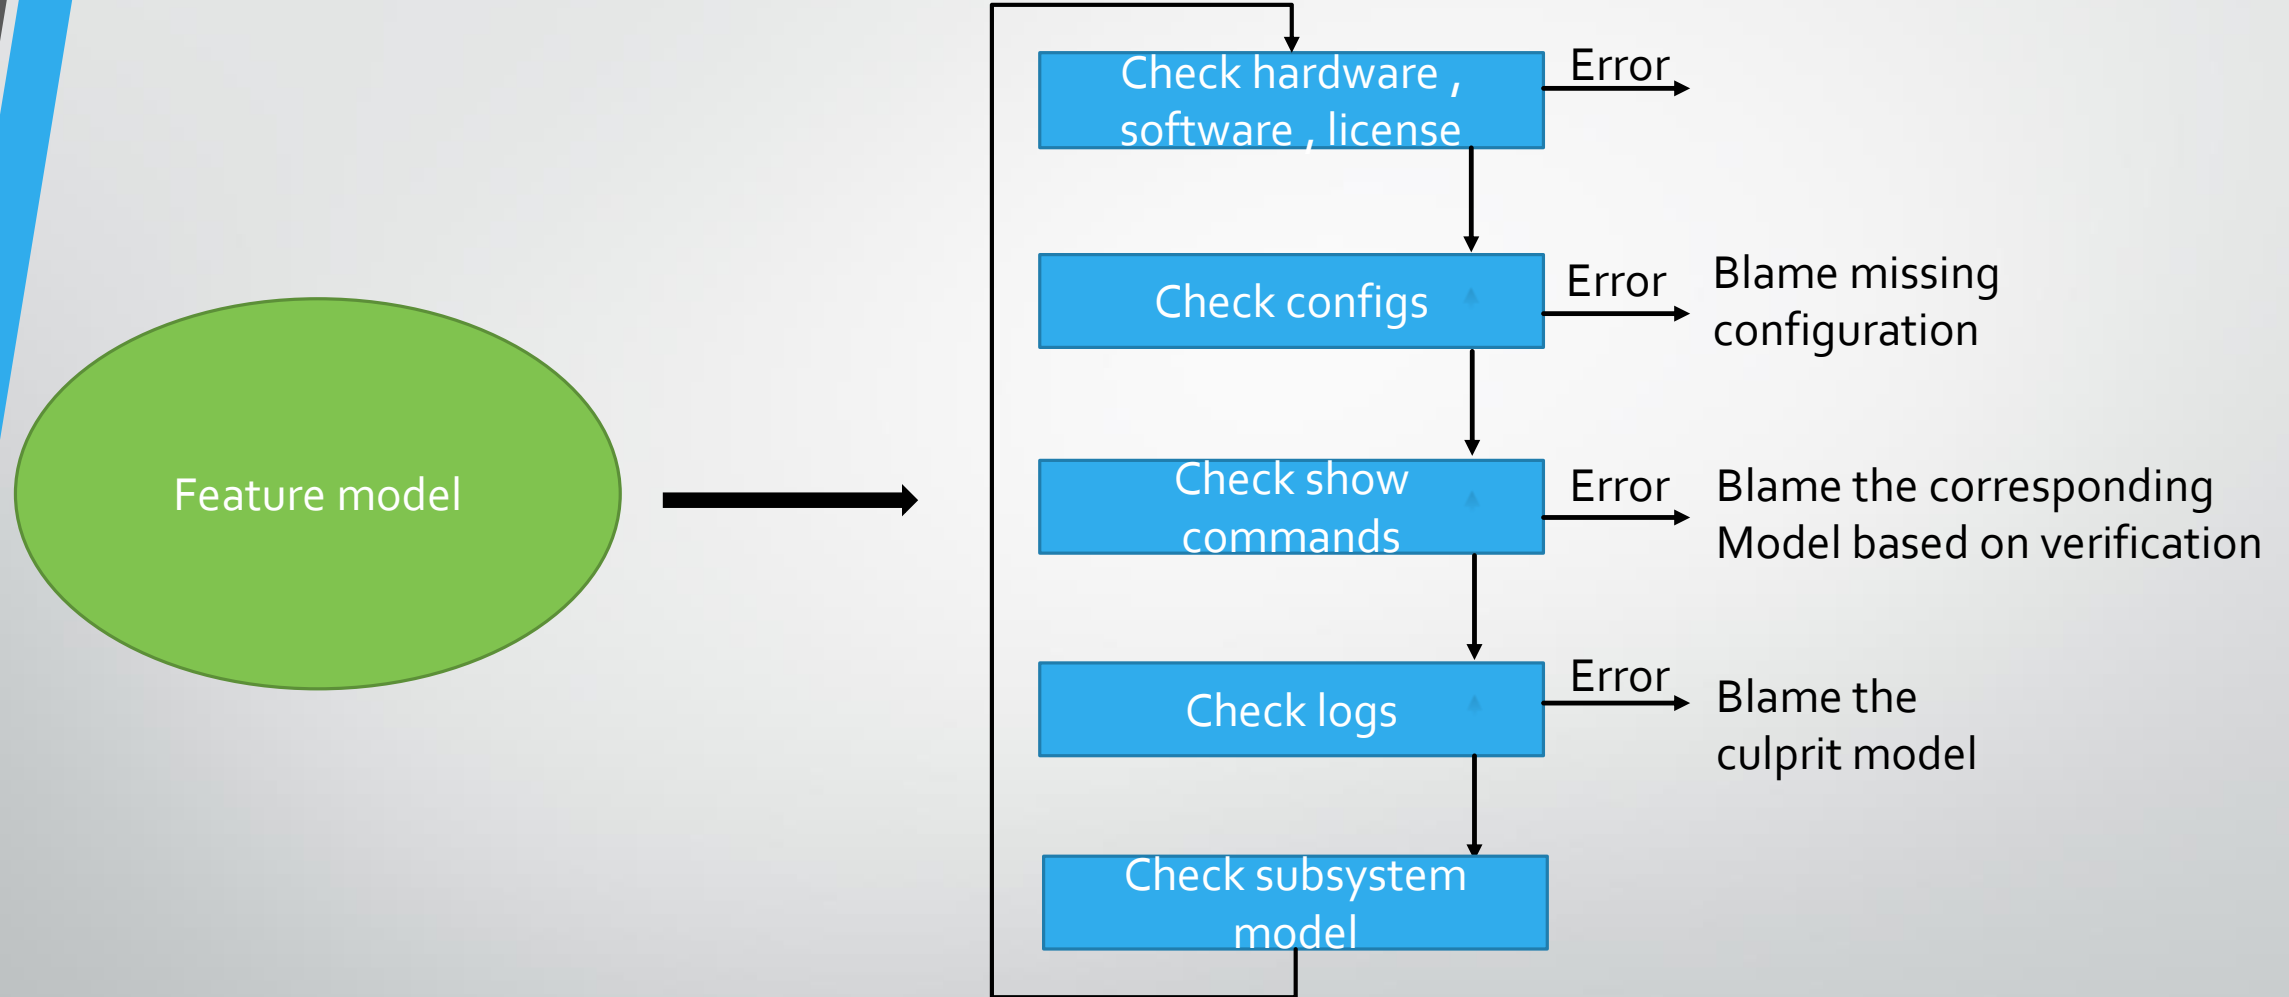 Check hardware ,
software , license
Error
Check configs
Error
Blame missing
configuration
Feature model
Check show
commands
Error
Blame the corresponding
Model based on verification
Check logs
Error
Blame the
culprit model
Check subsystem
model